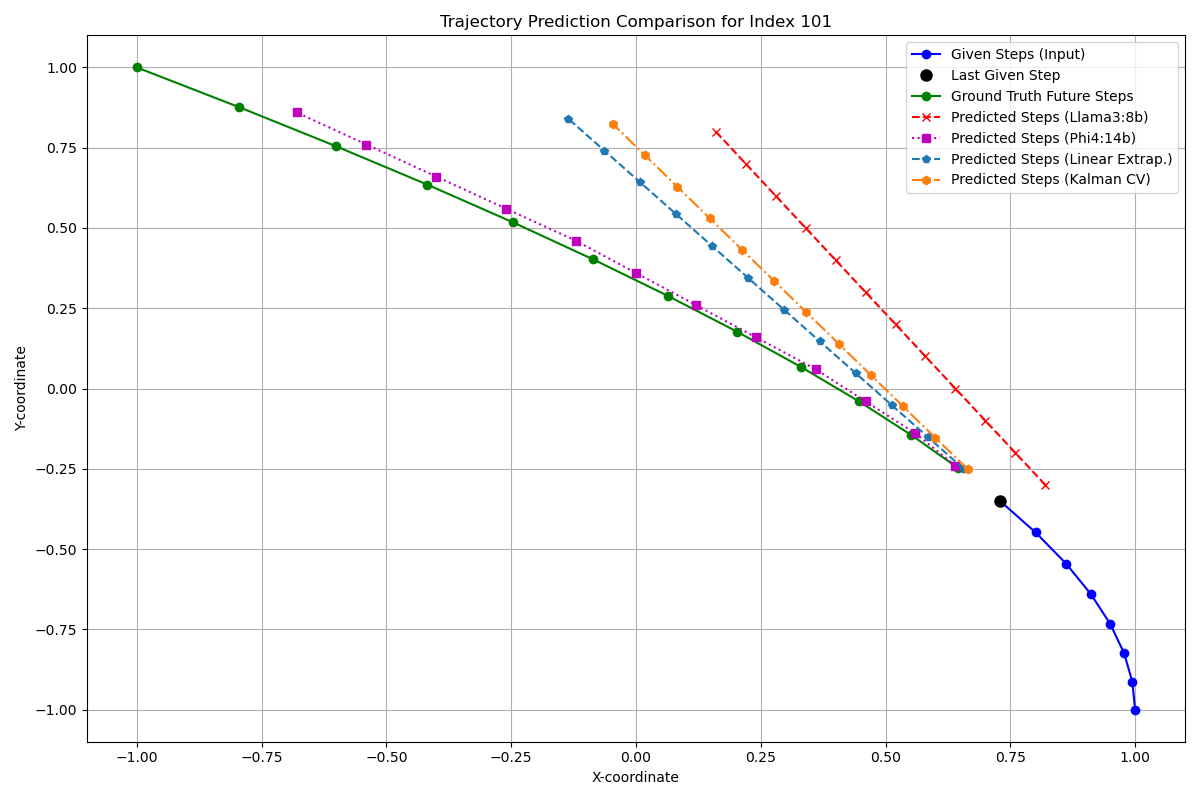 Trajectory Prediction Comparison for Index 101
Given Steps (Input)
Last Given Step
Ground Truth Future Steps
Predicted Steps (Llama3:8b)
Predicted Steps (Phi4:14b)
Predicted Steps (Linear Extrap.)
Predicted Steps (Kalman CV)
Y-coordinate
1.00
0.75
0.50
0.25
0.00
−0.25
−0.50
−0.75
−1.00
−1.00 −0.75 −0.50 −0.25 0.00 0.25 0.50 0.75 1.00
X-coordinate